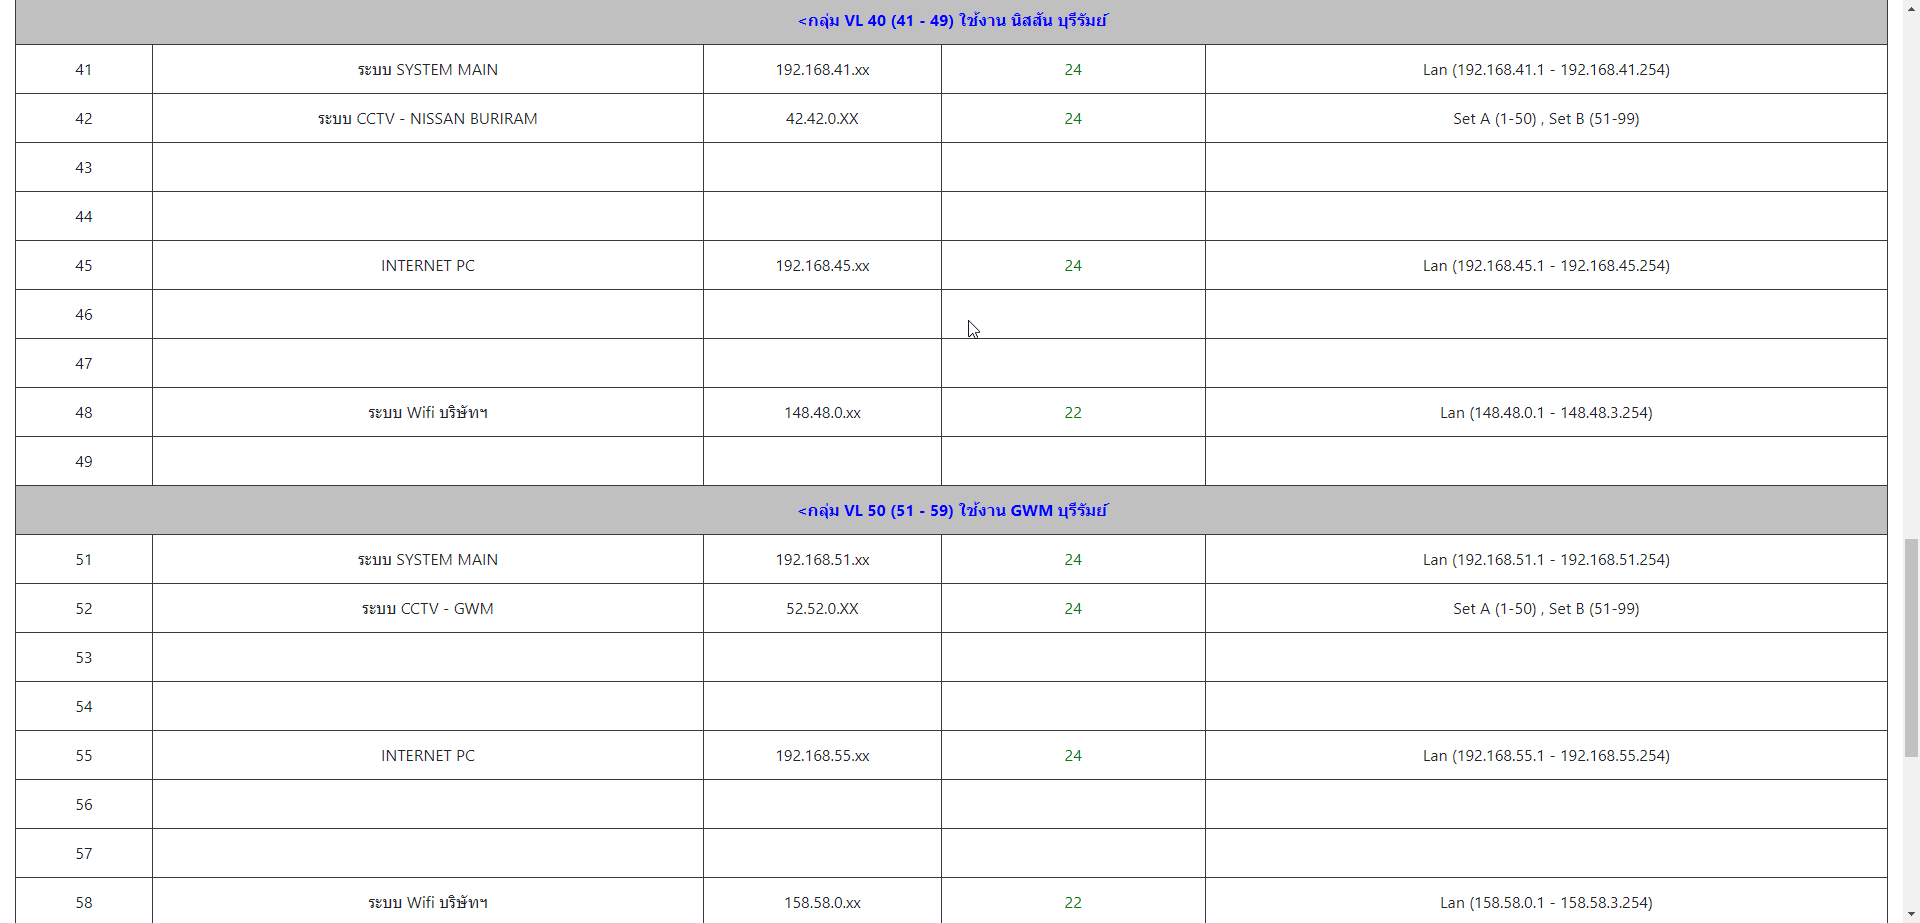 <กลุ่ม VL 40 (41 - 49) ใช้งาน นิสสัน บุรีรัมย์
41 ระบบ SYSTEM MAIN 192.168.41.xx 24 Lan (192.168.41.1 - 192.168.41.254)
42 ระบบ CCTV - NISSAN BURIRAM 42.42.0.XX 24 Set A (1-50) , Set B (51-99)
43
44
45 INTERNET PC 192.168.45.xx 24 Lan (192.168.45.1 - 192.168.45.254)
46
47
48 ระบบ Wifi บริษัทฯ 148.48.0.xx 22 Lan (148.48.0.1 - 148.48.3.254)
49
<กลุ่ม VL 50 (51 - 59) ใช้งาน GWM บุรีรัมย์
51 ระบบ SYSTEM MAIN 192.168.51.xx 24 Lan (192.168.51.1 - 192.168.51.254)
52 ระบบ CCTV - GWM 52.52.0.XX 24 Set A (1-50) , Set B (51-99)
53
54
55 INTERNET PC 192.168.55.xx 24 Lan (192.168.55.1 - 192.168.55.254)
56
57
58 ระบบ Wifi บริษัทฯ 158.58.0.xx 22 Lan (158.58.0.1 - 158.58.3.254)